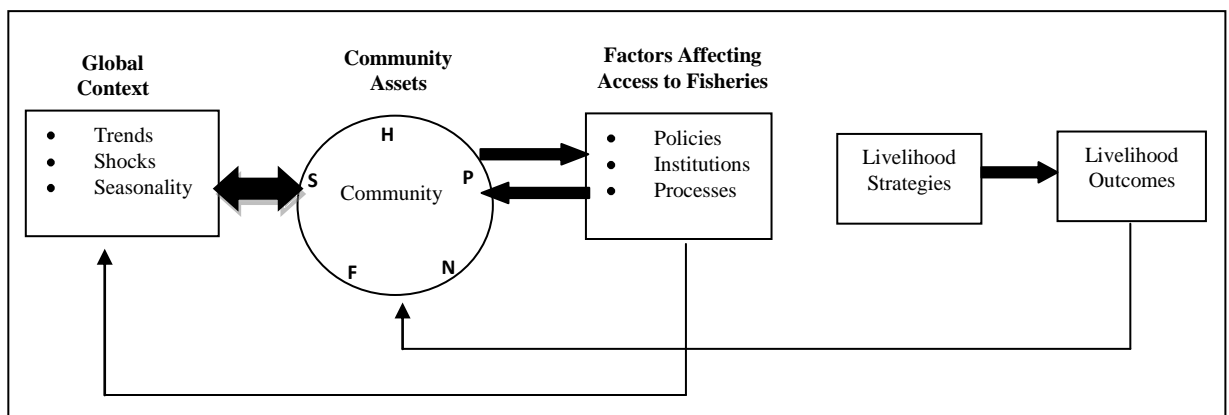 Global
Context
• Trends
• Shocks
• Seasonality
Community
Assets
H
S
P
Community
F
N
Factors Affecting
Access to Fisheries
• Policies
• Institutions
• Processes
Livelihood
Strategies
Livelihood
Outcomes